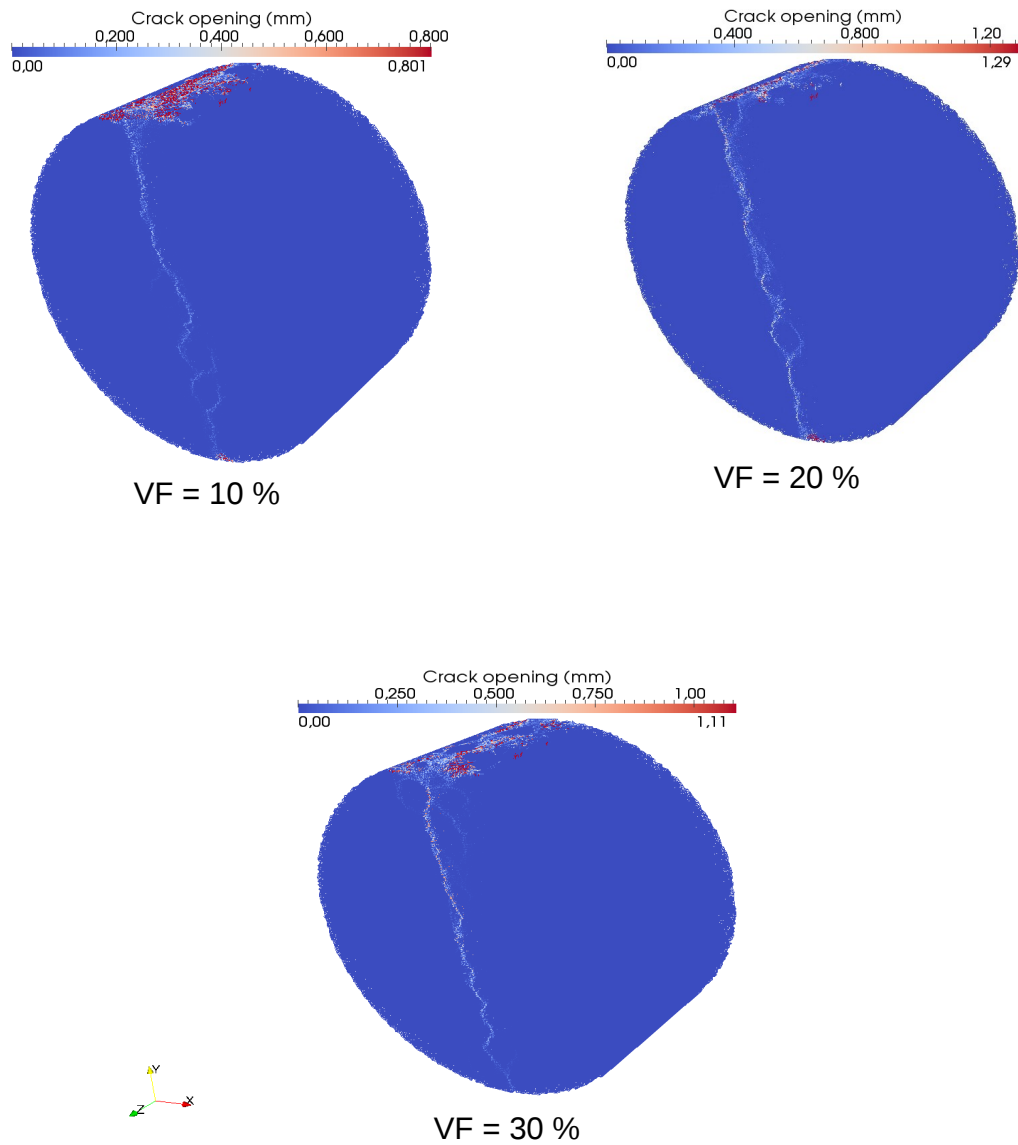 Crack opening (mm)
0,200 0,400 0,600 0,800
0,00 0,801
VF = 10 %
Crack opening (mm)
0,400 0,800 1,20
0,00 1,29
VF = 20 %
Crack opening (mm)
0,250 0,500 0,750 1,00
0,00 1,11
Y
Z X
VF = 30 %